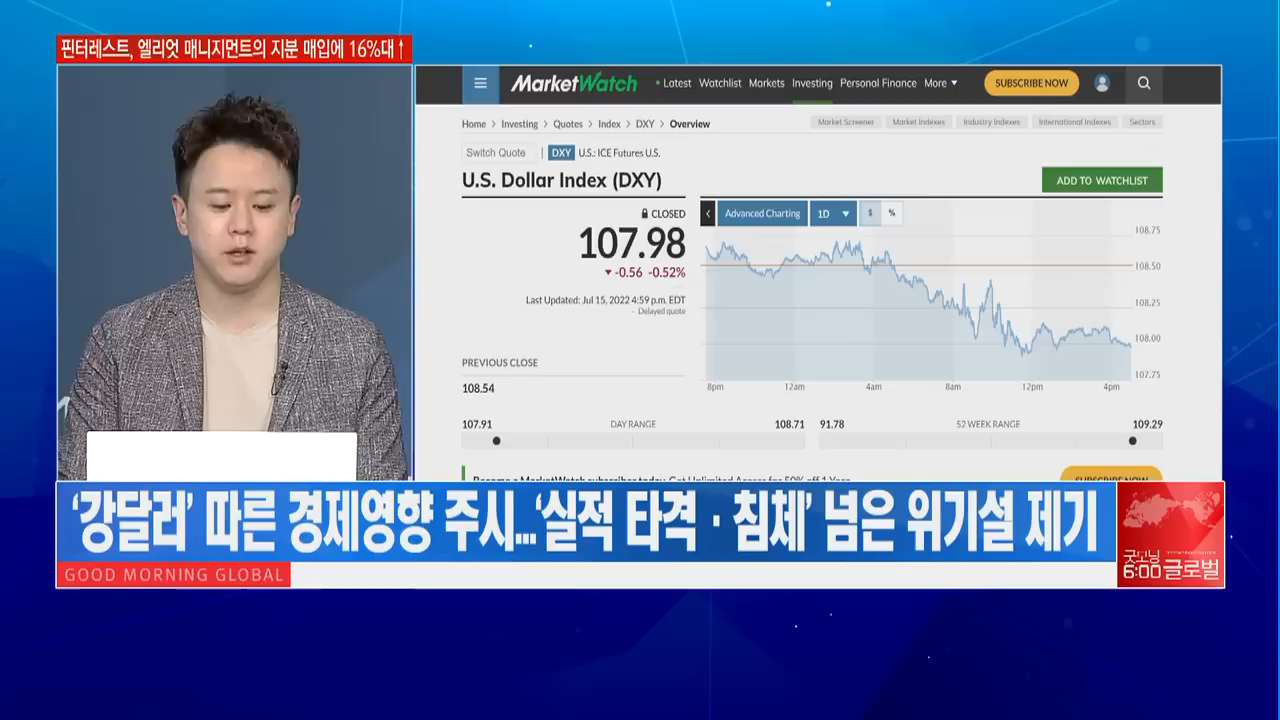 핀터레스트, 엘리엇 매니지먼트의 지분 매입에 16%대↑
MarketWatch
Latest Watchlist Markets Investing Personal Finance More
SUBSCRIBE NOW
Home > Investing > Quotes > Index > DXY > Overview
Market Screener Market Indexes Industry Indexes International Indexes Sectors
Switch Quote | DXY U.S.: ICE Futures U.S.
U.S. Dollar Index (DXY)
ADD TO WATCHLIST
CLOSED
107.98
-0.56 -0.52%
Last Updated: Jul 15, 2022 4:59 p.m. EDT
- Delayed quote
PREVIOUS CLOSE
108.54
Advanced Charting 1D $ %
108.75
108.50
108.25
108.00
107.75
8pm 12am 4am 8am 12pm 4pm
107.91 DAY RANGE 108.71
91.78 52 WEEK RANGE 109.29
'강달러' 따른 경제영향 주시...'실적 타격·침체' 넘은 위기설 제기
GOOD MORNING GLOBAL
굿모닝
6:00 글로벌